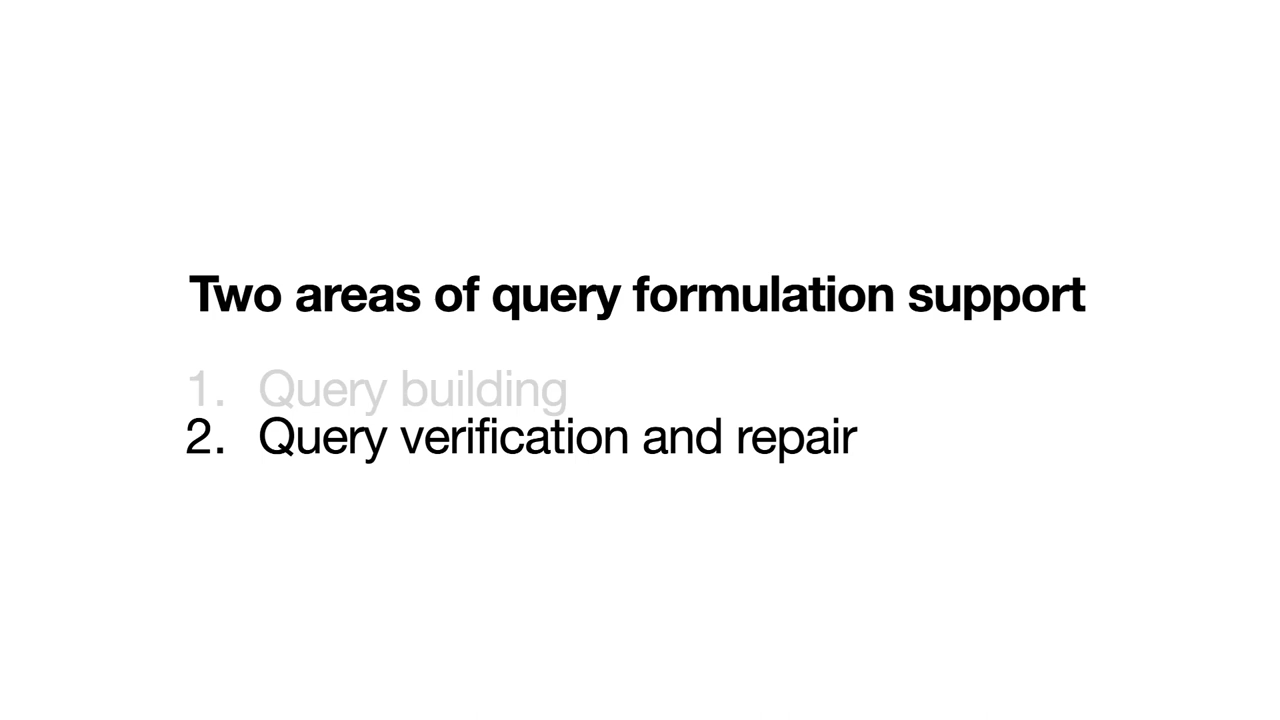 Two areas of query formulation support
1. Query building
2. Query verification and repair